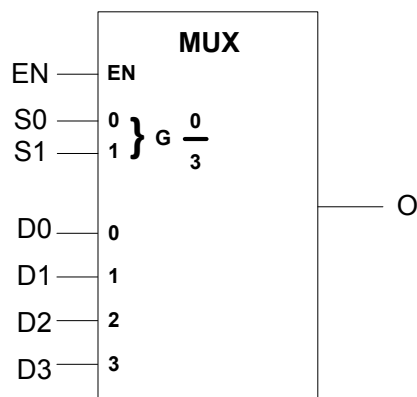 MUX
EN EN
S0 0 } G 0/3
S1 1
O
D0 0
D1 1
D2 2
D3 3